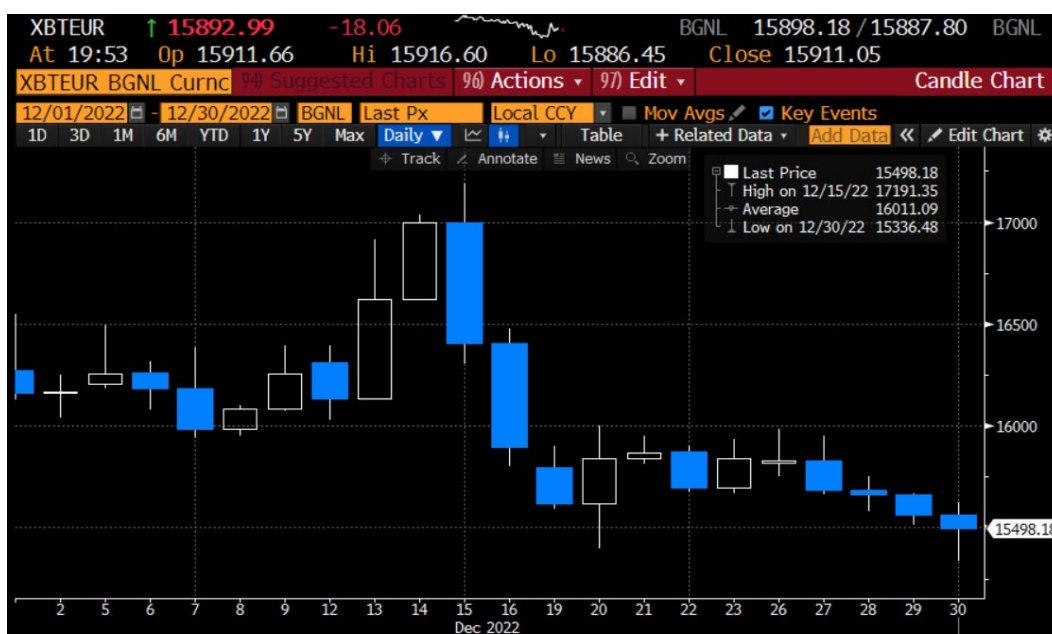 XBTEUR ↑ 15892.99 -18.06 BGNL 15898.18/15887.80 BGNL
At 19:53 Op 15911.66 Hi 15916.60 Lo 15886.45 Close 15911.05
XBTEUR BGNL Curnc 94) Suggested Charts 96) Actions 97) Edit Candle Chart
12/01/2022 - 12/30/2022 BGNL Last Px Local CCY Mov Avgs Key Events
1D 3D 1M 6M YTD 1Y 5Y Max Daily ▼ Table + Related Data Add Data « Edit Chart
Track Annotate News Zoom
Last Price 15498.18
High on 12/15/22 17191.35
Average 16011.09
Low on 12/30/22 15336.48
17000
16500
16000
15498.18
2 5 6 7 8 9 12 13 14 15 16 19 20 21 22 23 26 27 28 29 30
Dec 2022